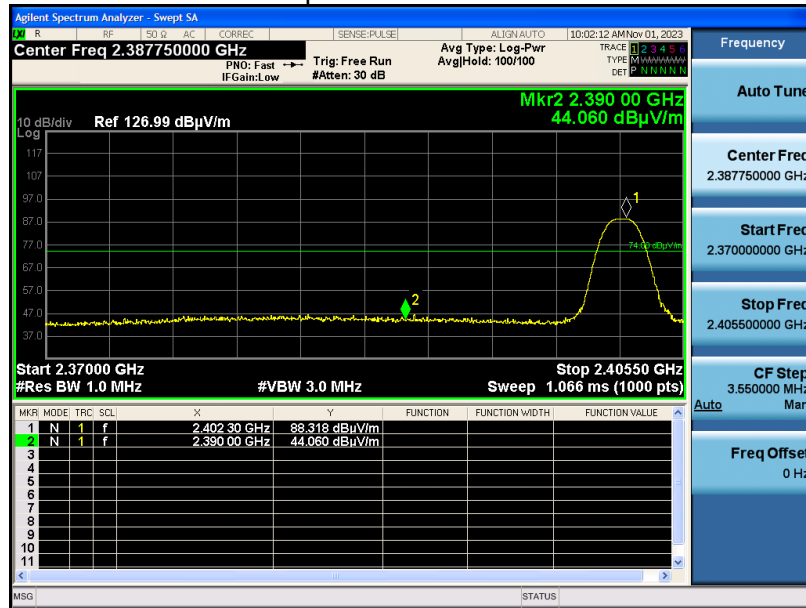 Agilent Spectrum Analyzer - Swept SA
LXI R RF 50 Ω AC CORREC SENSE:PULSE ALIGN AUTO 10:02:12 AM Nov 01, 2023
Center Freq 2.387750000 GHz
PNO: Fast
IFGain:Low
Trig: Free Run
#Atten: 30 dB
Avg Type: Log-Pwr
Avg|Hold: 100/100
TRACE 1 2 3 4 5 6
TYPE M WWWWW
DET P N N N N N
Mkr2 2.390 00 GHz
44.060 dBµV/m
10 dB/div Ref 126.99 dBµV/m
Log
117
107
97.0
87.0
77.0
67.0
57.0
47.0
37.0
1
74.00 dBµV/m
2
Start 2.37000 GHz Stop 2.40550 GHz
#Res BW 1.0 MHz #VBW 3.0 MHz Sweep 1.066 ms (1000 pts)
MKR MODE TRC SCL X Y FUNCTION FUNCTION WIDTH FUNCTION VALUE
1 N 1 f 2.402 30 GHz 88.318 dBµV/m
2 N 1 f 2.390 00 GHz 44.060 dBµV/m
3
4
5
6
7
8
9
10
11
MSG STATUS
Frequency
Auto Tune
Center Freq
2.387750000 GHz
Start Freq
2.370000000 GHz
Stop Freq
2.405500000 GHz
CF Step
3.550000 MHz
Auto Man
Freq Offset
0 Hz